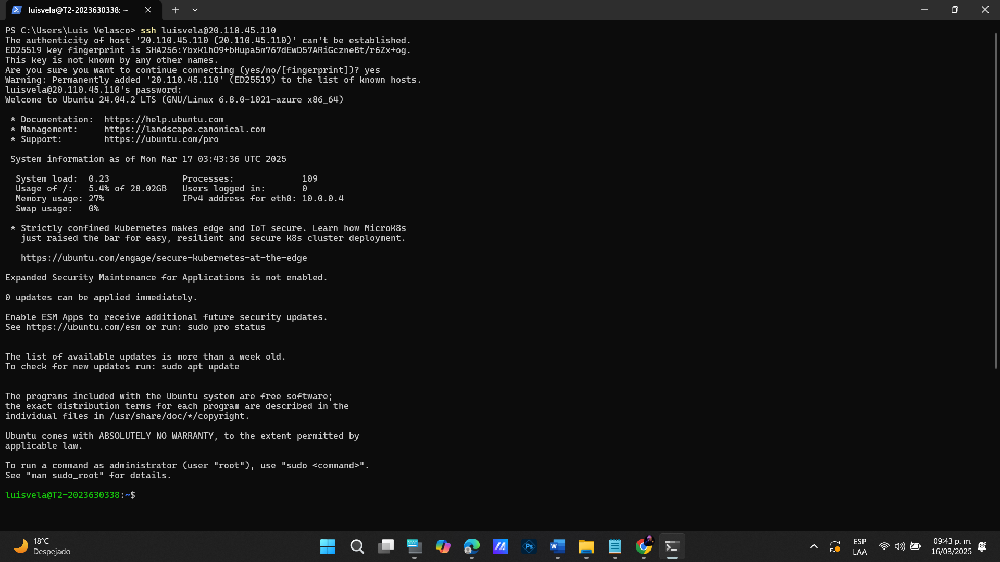 luisvela@T2-2023630338: ~
PS C:\Users\Luis Velasco> ssh luisvela@20.110.45.110
The authenticity of host '20.110.45.110 (20.110.45.110)' can't be established.
ED25519 key fingerprint is SHA256:YbxK1hO9+bHupa5m767dEwD57ARiGczneBt/r6Zx+og.
This key is not known by any other names.
Are you sure you want to continue connecting (yes/no/[fingerprint])? yes
Warning: Permanently added '20.110.45.110' (ED25519) to the list of known hosts.
luisvela@20.110.45.110's password:
Welcome to Ubuntu 24.04.2 LTS (GNU/Linux 6.8.0-1021-azure x86_64)
* Documentation:  https://help.ubuntu.com
* Management:     https://landscape.canonical.com
* Support:        https://ubuntu.com/pro
System information as of Mon Mar 17 03:43:36 UTC 2025
System load:  0.23              Processes:             109
Usage of /:   5.4% of 28.02GB   Users logged in:       0
Memory usage: 27%               IPv4 address for eth0: 10.0.0.4
Swap usage:   0%
* Strictly confined Kubernetes makes edge and IoT secure. Learn how MicroK8s
just raised the bar for easy, resilient and secure K8s cluster deployment.
https://ubuntu.com/engage/secure-kubernetes-at-the-edge
Expanded Security Maintenance for Applications is not enabled.
0 updates can be applied immediately.
Enable ESM Apps to receive additional future security updates.
See https://ubuntu.com/esm or run: sudo pro status
The list of available updates is more than a week old.
To check for new updates run: sudo apt update
The programs included with the Ubuntu system are free software;
the exact distribution terms for each program are described in the
individual files in /usr/share/doc/*/copyright.
Ubuntu comes with ABSOLUTELY NO WARRANTY, to the extent permitted by
applicable law.
To run a command as administrator (user "root"), use "sudo <command>".
See "man sudo_root" for details.
luisvela@T2-2023630338:~$
18°C
Despejado
Ps
W
ESP
LAA
09:43 p. m.
16/03/2025